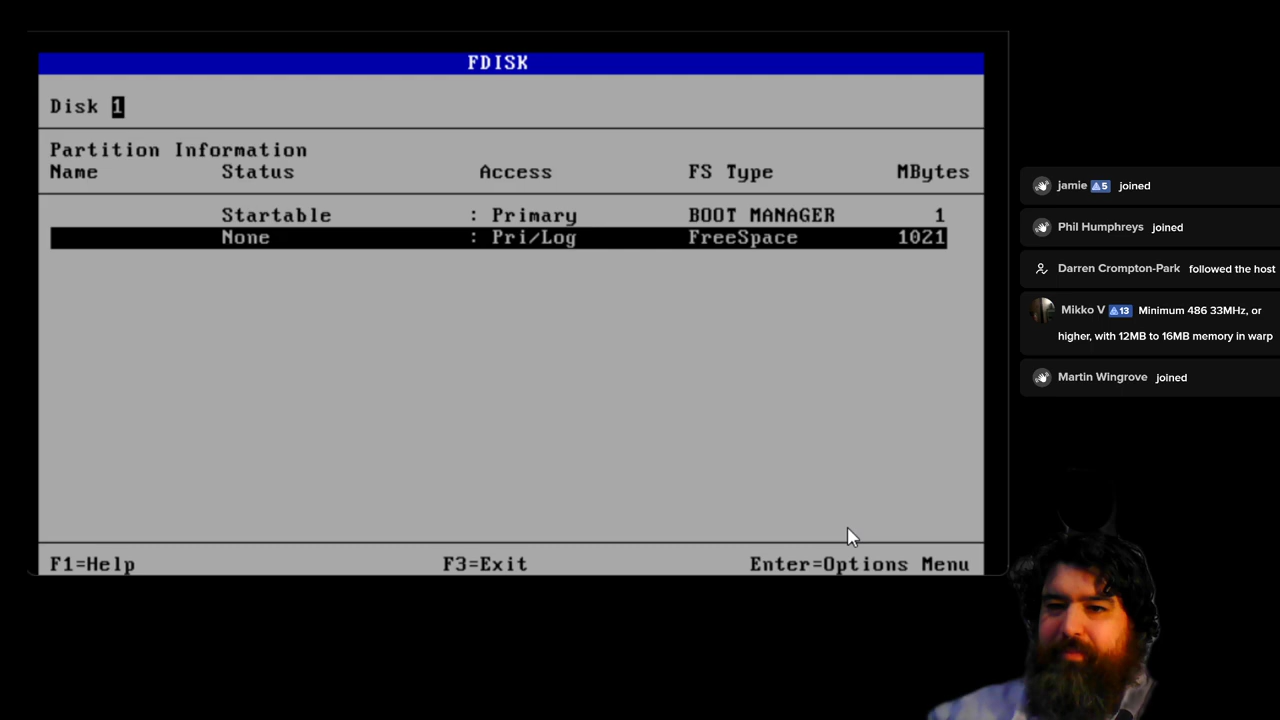 FDISK
Disk 1
Partition Information
Name Status Access FS Type MBytes
Startable : Primary BOOT MANAGER 1
None : Pri/Log FreeSpace 1021
F1=Help F3=Exit Enter=Options Menu
jamie 5 joined
Phil Humphreys joined
Darren Crompton-Park followed the host
Mikko V 13 Minimum 486 33MHz, or
higher, with 12MB to 16MB memory in warp
Martin Wingrove joined